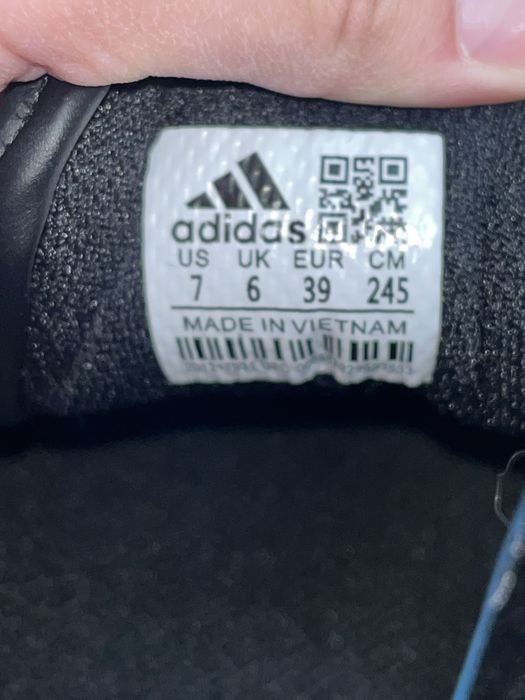 adidas
US UK EUR CM
7 6 39 245
MADE IN VIETNAM